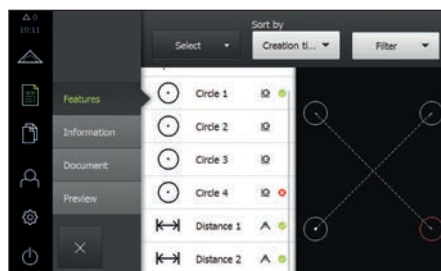 0
10:11
Sort by
Select
Creation ti...
Filter
Features
Information
Document
Preview
Circle 1
Circle 2
Circle 3
Circle 4
Distance 1
Distance 2